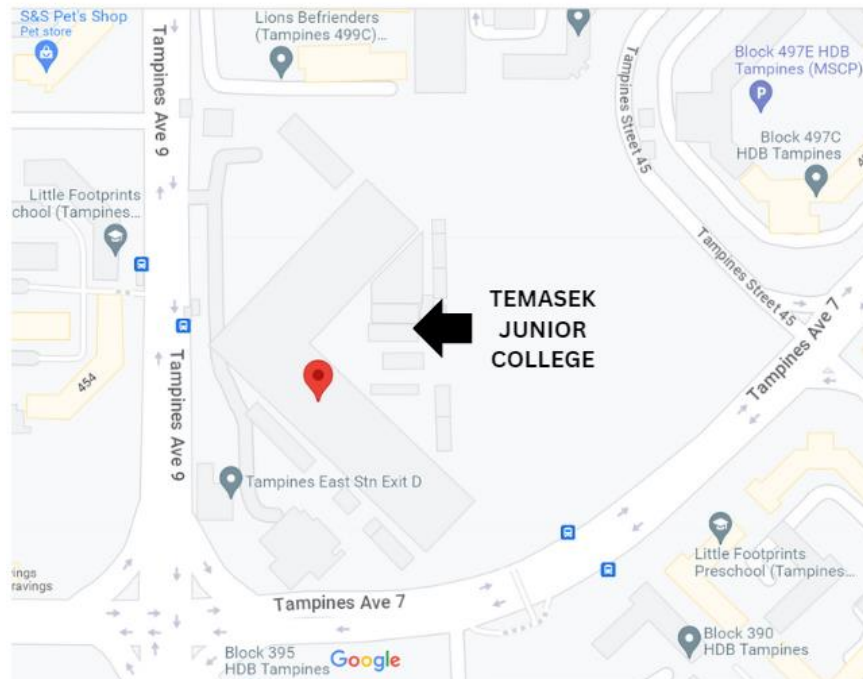 S&S Pet's Shop
Pet store
Lions Befrienders
(Tampines 499C)...
Tampines Ave 9
Tampines Street 45
Block 497E HDB
Tampines (MSCP)
P
Block 497C
HDB Tampines
Little Footprints
chool (Tampines...
TEMASEK
JUNIOR
COLLEGE
Tampines Street 45
454
Tampines Ave 9
Tampines Ave 7
Tampines East Stn Exit D
Little Footprints
Preschool (Tampines...
ings
ravings
Tampines Ave 7
Block 395
HDB Tampines
Google
Block 390
HDB Tampines